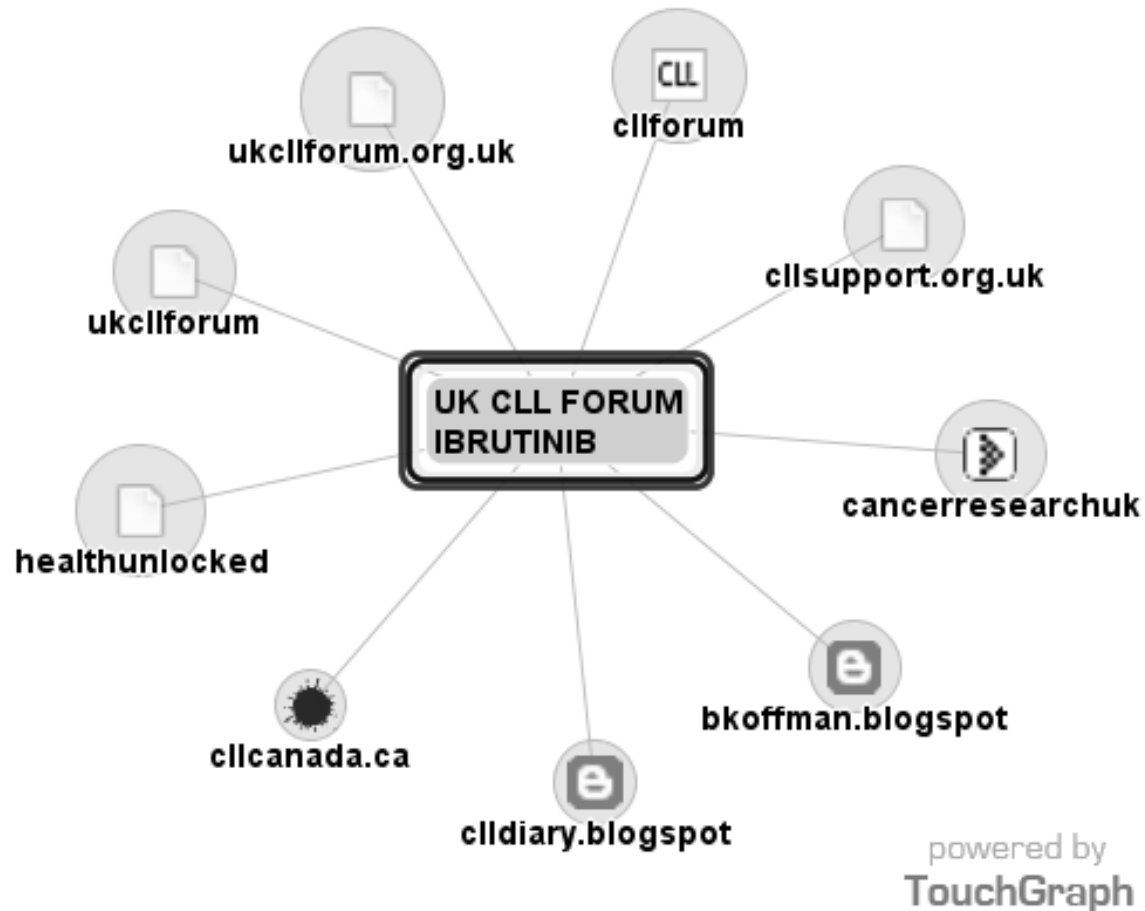 CLL
cllforum
ukcllforum.org.uk
cllsupport.org.uk
ukcllforum
UK CLL FORUM
IBRUTINIB
cancerresearchuk
healthunlocked
bkoffman.blogspot
cllcanada.ca
clldiary.blogspot
powered by
TouchGraph